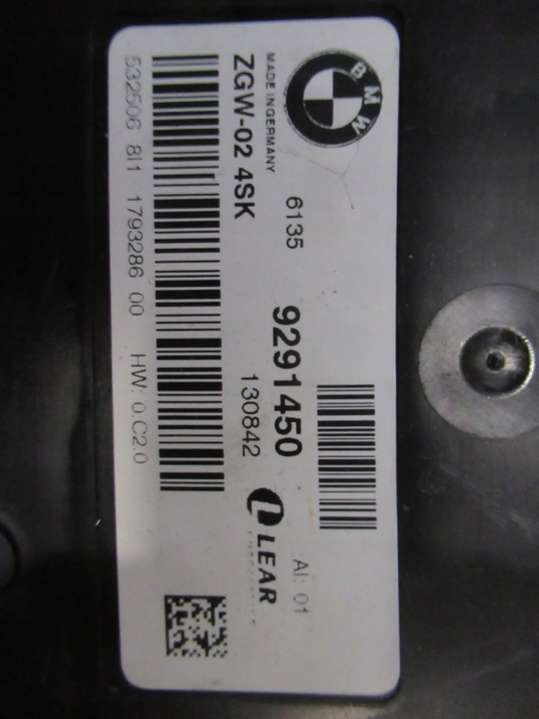 BMW
6135 9291450 AI: 01
130842
MADE IN GERMANY
ZGW-02 4SK
LEAR
532506 8I1 1793286 00 HW: 0.C2.0